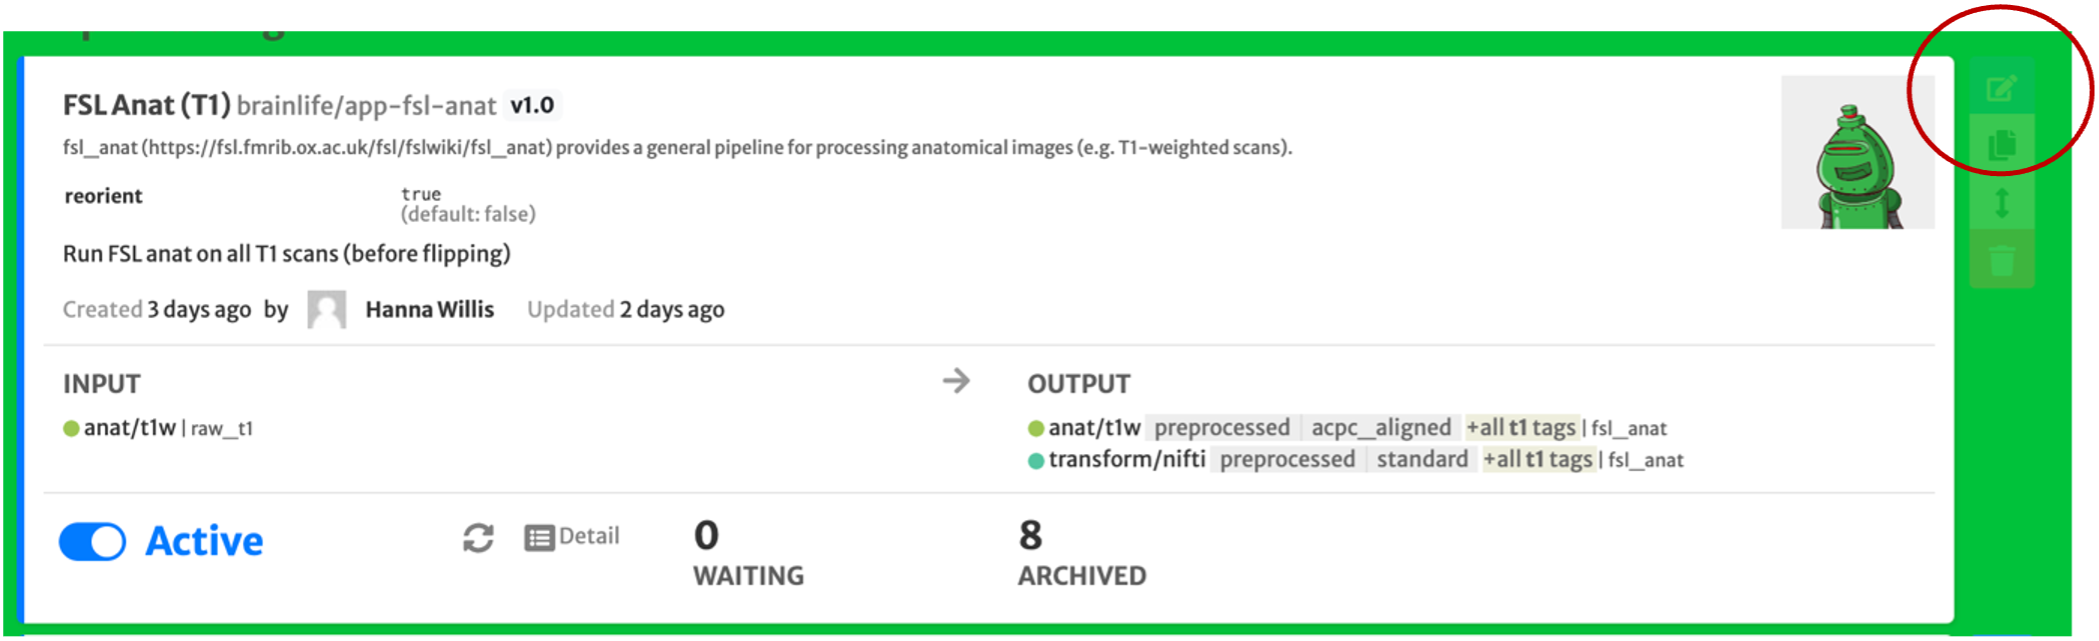 FSL Anat (T1) brainlife/app-fsl-anat v1.0
fsl_anat (https://fsl.fmrib.ox.ac.uk/fsl/fslwiki/fsl_anat) provides a general pipeline for processing anatomical images (e.g. T1-weighted scans).
reorient true
(default: false)
Run FSL anat on all T1 scans (before flipping)
Created 3 days ago by Hanna Willis Updated 2 days ago
INPUT → OUTPUT
anat/t1w | raw_t1 anat/t1w preprocessed acpc_aligned +all t1 tags | fsl_anat
transform/nifti preprocessed standard +all t1 tags | fsl_anat
Active Detail 0 8
WAITING ARCHIVED